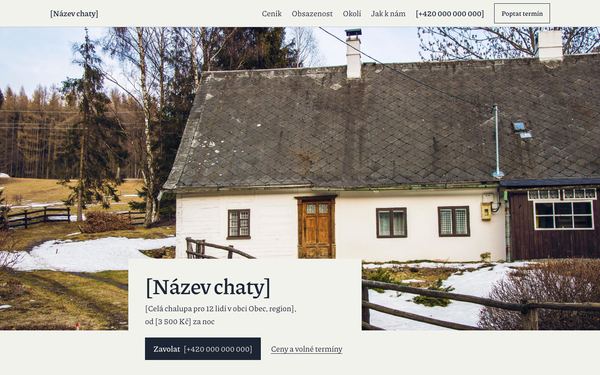 [Název chaty]
Ceník Obsazenost Okolí Jak k nám [+420 000 000 000] Poptat termín
[Název chaty]
[Celá chalupa pro 12 lidí v obci Obec, region],
od [3 500 Kč] za noc
Zavolat [+420 000 000 000] Ceny a volné termíny